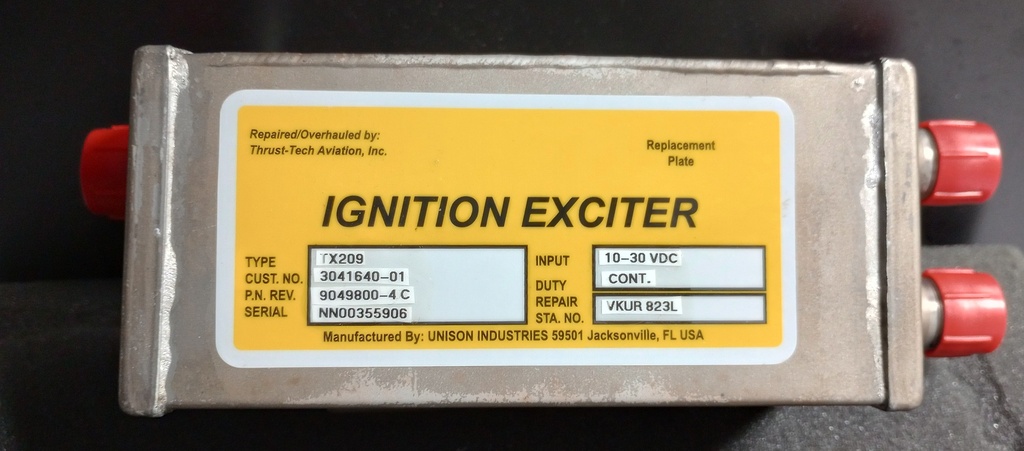 Repaired/Overhauled by:
Thrust-Tech Aviation, Inc.
Replacement
Plate
IGNITION EXCITER
TYPE TX209
CUST. NO. 3041640-01
P.N. REV. 9049800-4 C
SERIAL NN00355906
INPUT 10-30 VDC
DUTY CONT.
REPAIR
STA. NO. VKUR 823L
Manufactured By: UNISON INDUSTRIES 59501 Jacksonville, FL USA